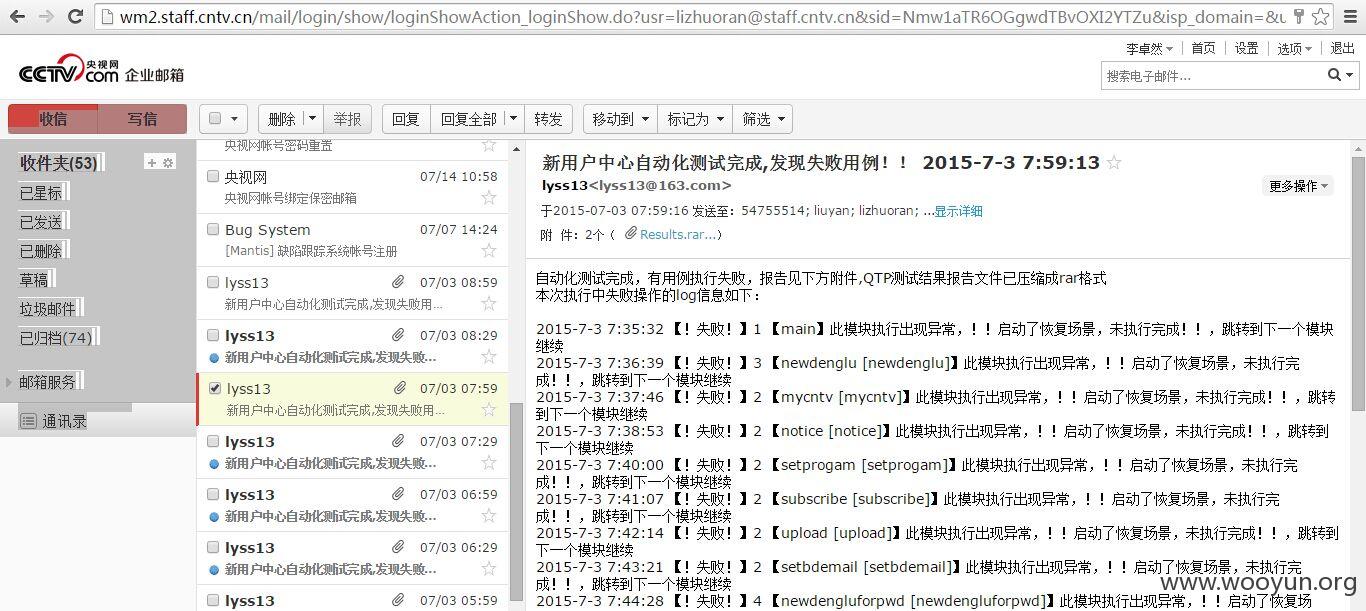 wm2.staff.cntv.cn/mail/login/show/loginShowAction_loginShow.do?usr=lizhuoran@staff.cntv.cn&sid=Nmw1aTR6OGgwdTBvOXI2YTZu&isp_domain=&u
李卓然 首页 设置 选项 退出
CCTV.com 央视网 企业邮箱
搜索电子邮件...
收信 写信
删除 举报 回复 回复全部 转发 移动到 标记为 筛选
收件夹(53)
已星标
已发送
已删除
草稿
垃圾邮件
已归档(74)
邮箱服务
通讯录
央视网帐号密码重置
央视网 07/14 10:58
央视网帐号绑定保密邮箱
Bug System 07/07 14:24
[Mantis] 缺陷跟踪系统帐号注册
lyss13 07/03 08:59
新用户中心自动化测试完成,发现失败用...
lyss13 07/03 08:29
新用户中心自动化测试完成,发现失败...
lyss13 07/03 07:59
新用户中心自动化测试完成,发现失败用...
lyss13 07/03 07:29
新用户中心自动化测试完成,发现失败...
lyss13 07/03 06:59
新用户中心自动化测试完成,发现失败...
lyss13 07/03 06:29
新用户中心自动化测试完成,发现失败...
lyss13 07/03 05:59
新用户中心自动化测试完成,发现失败用例！！ 2015-7-3 7:59:13
lyss13<lyss13@163.com>
更多操作
于2015-07-03 07:59:16 发送至：54755514; liuyan; lizhuoran; ...显示详细
附 件：2个（ Results.rar...）
自动化测试完成，有用例执行失败，报告见下方附件,QTP测试结果报告文件已压缩成rar格式
本次执行中失败操作的log信息如下：
2015-7-3 7:35:32 【！失败！】1 【main】此模块执行出现异常，！！启动了恢复场景，未执行完成！！，跳转到下一个模块
继续
2015-7-3 7:36:39 【！失败！】3 【newdenglu [newdenglu]】此模块执行出现异常，！！启动了恢复场景，未执行完
成！！，跳转到下一个模块继续
2015-7-3 7:37:46 【！失败！】2 【mycntv [mycntv]】此模块执行出现异常，！！启动了恢复场景，未执行完成！！，跳转
到下一个模块继续
2015-7-3 7:38:53 【！失败！】2 【notice [notice]】此模块执行出现异常，！！启动了恢复场景，未执行完成！！，跳转到
下一个模块继续
2015-7-3 7:40:00 【！失败！】2 【setprogam [setprogam]】此模块执行出现异常，！！启动了恢复场景，未执行完
成！！，跳转到下一个模块继续
2015-7-3 7:41:07 【！失败！】2 【subscribe [subscribe]】此模块执行出现异常，！！启动了恢复场景，未执行完
成！！，跳转到下一个模块继续
2015-7-3 7:42:14 【！失败！】2 【upload [upload]】此模块执行出现异常，！！启动了恢复场景，未执行完成！！，跳转到
下一个模块继续
2015-7-3 7:43:21 【！失败！】2 【setbdemail [setbdemail]】此模块执行出现异常，！！启动了恢复场景，未执行完
成！！，跳转到下一个模块继续
2015-7-3 7:44:28 【！失败！】4 【newdengluforpwd [newdengluforpwd]】此模块执行出现异常，！！启动了恢复场
www.wooyun.org